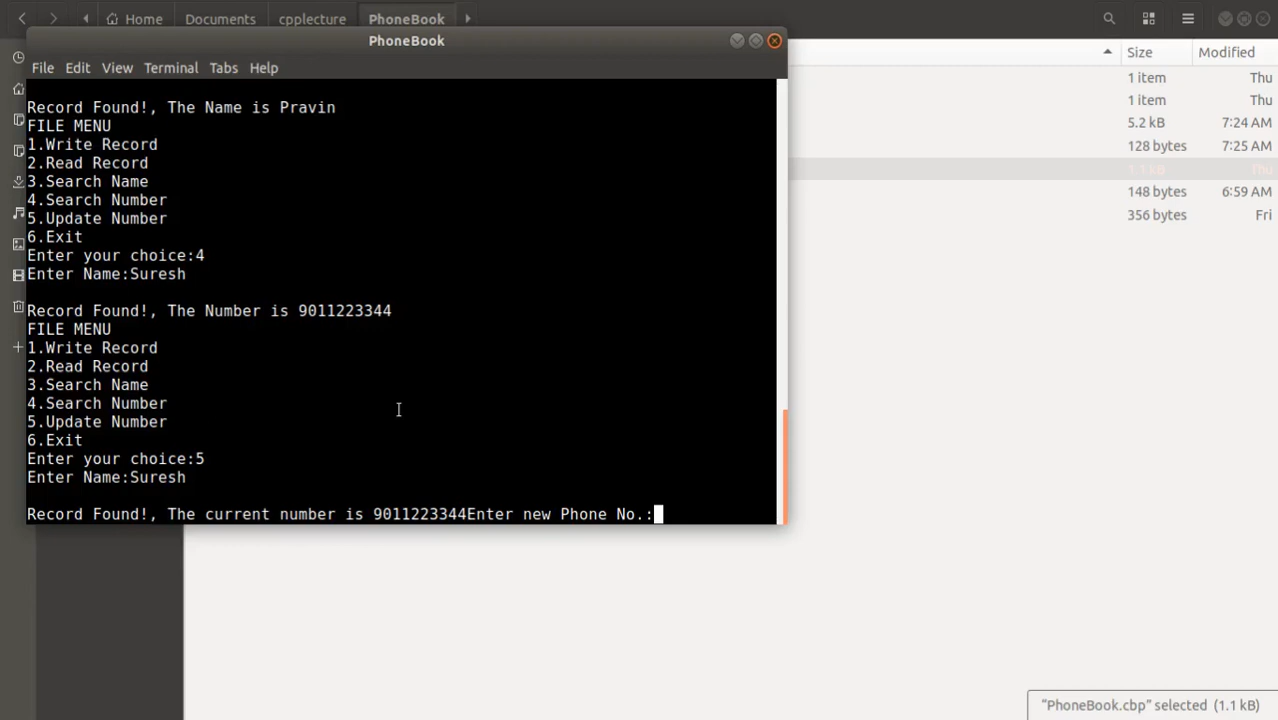 Home Documents cpplecture PhoneBook
PhoneBook
File Edit View Terminal Tabs Help
Size Modified
1 item Thu
1 item Thu
5.2 kB 7:24 AM
128 bytes 7:25 AM
1.1 kB Thu
148 bytes 6:59 AM
356 bytes Fri
Record Found!, The Name is Pravin
FILE MENU
1.Write Record
2.Read Record
3.Search Name
4.Search Number
5.Update Number
6.Exit
Enter your choice:4
Enter Name:Suresh
Record Found!, The Number is 9011223344
FILE MENU
1.Write Record
2.Read Record
3.Search Name
4.Search Number
5.Update Number
6.Exit
Enter your choice:5
Enter Name:Suresh
Record Found!, The current number is 9011223344Enter new Phone No.:
"PhoneBook.cbp" selected (1.1 kB)